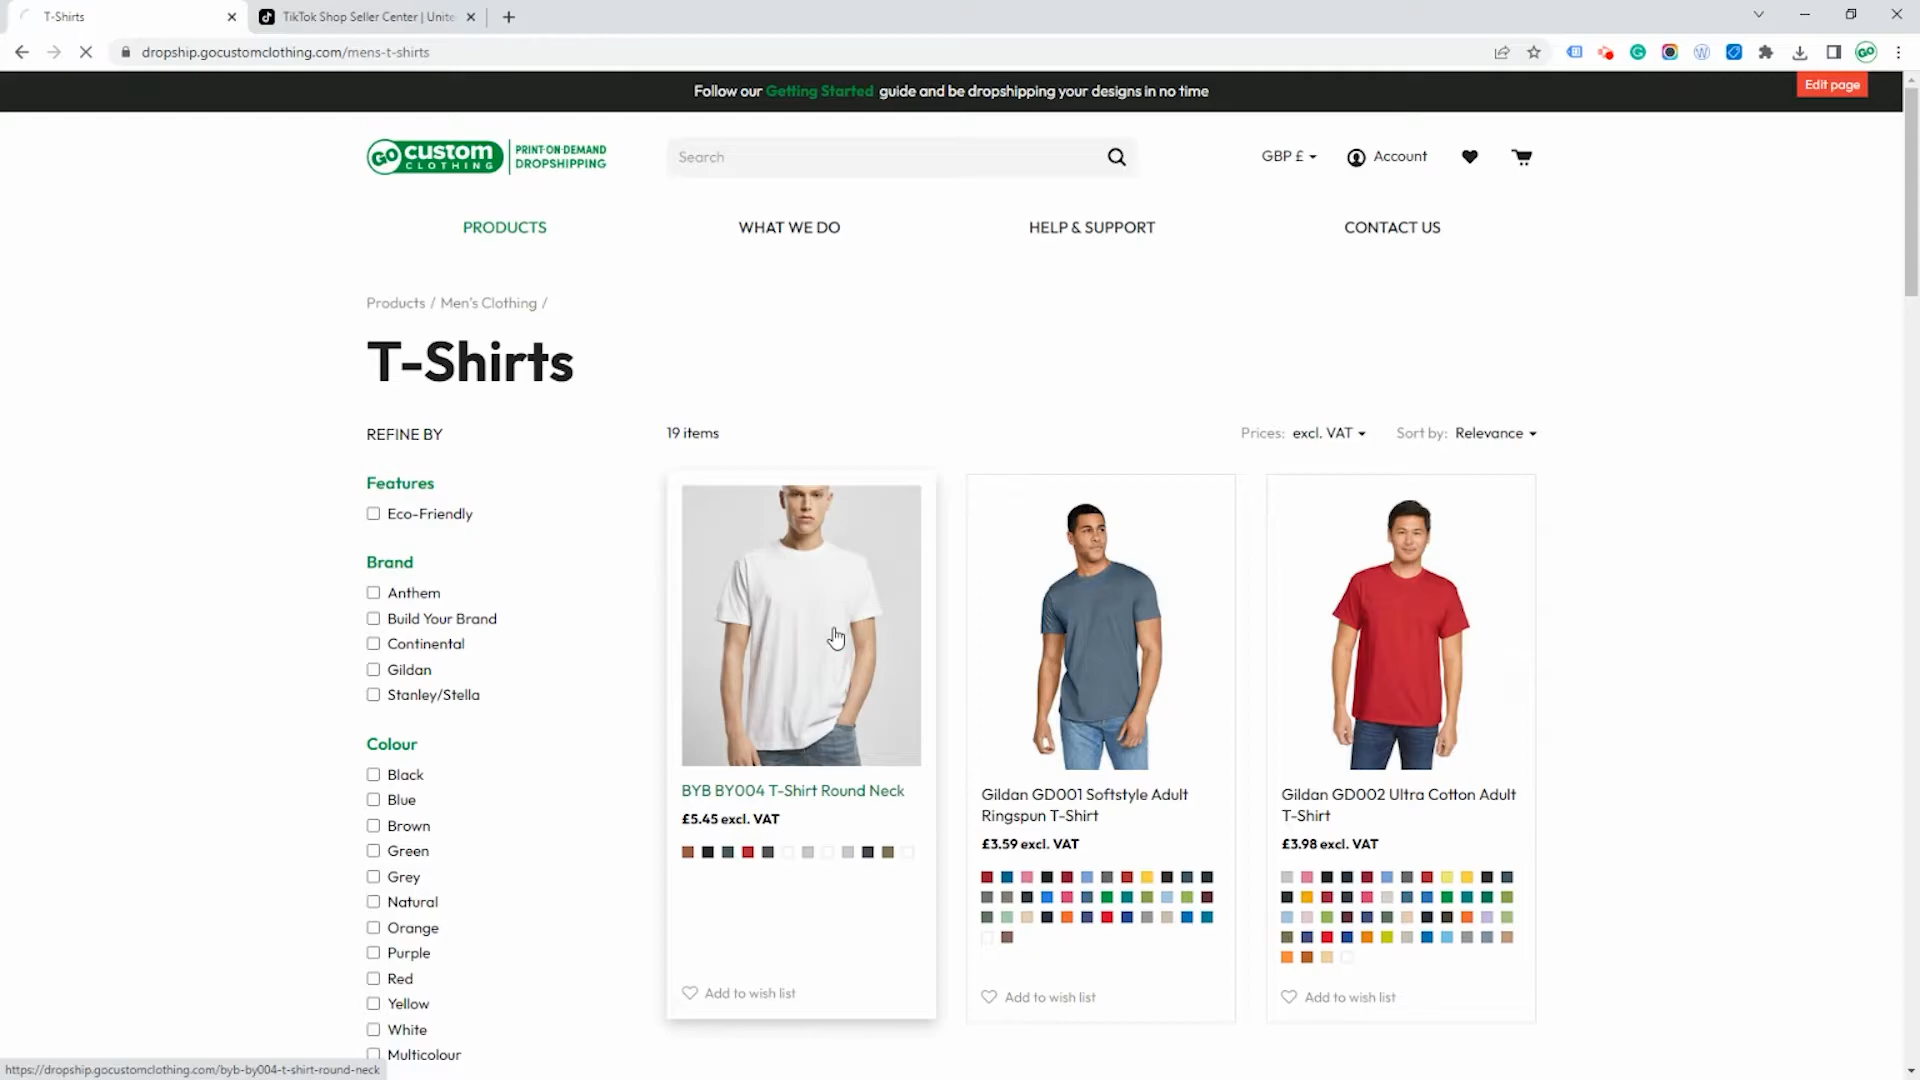 T-Shirts
TikTok Shop Seller Center | Unite
dropship.gocustomclothing.com/mens-t-shirts
GO
Follow our Getting Started guide and be dropshipping your designs in no time
Edit page
GO custom CLOTHING
PRINT-ON-DEMAND
DROPSHIPPING
Search
GBP £
Account
PRODUCTS
WHAT WE DO
HELP & SUPPORT
CONTACT US
Products / Men's Clothing /
T-Shirts
REFINE BY
19 items
Prices: excl. VAT
Sort by: Relevance
Features
Eco-Friendly
Brand
Anthem
Build Your Brand
Continental
Gildan
Stanley/Stella
Colour
Black
Blue
Brown
Green
Grey
Natural
Orange
Purple
Red
Yellow
White
Multicolour
BYB BY004 T-Shirt Round Neck
£5.45 excl. VAT
Add to wish list
Gildan GD001 Softstyle Adult
Ringspun T-Shirt
£3.59 excl. VAT
Add to wish list
Gildan GD002 Ultra Cotton Adult
T-Shirt
£3.98 excl. VAT
Add to wish list
https://dropship.gocustomclothing.com/byb-by004-t-shirt-round-neck